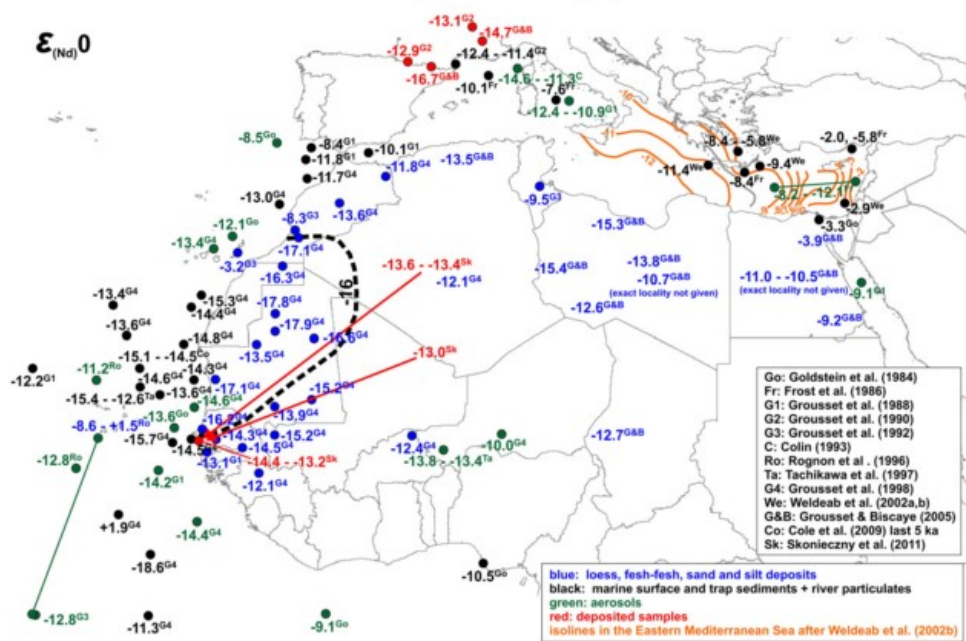 ε(Nd)0
-13.1G2
-14.7G&B
-12.9G2
-12.4 - -11.4G2
-16.7G&B
-10.1Fr
-14.6 - -11.3C
-7.6Fr
-12.4 - -10.9G1
-10
-11
-12
-8.5Go
-8.4G1
-11.8G1
-10.1G1
-11.7G4
-11.8G4
-13.5G&B
-8.4 - -5.8We
-2.0, -5.8Fr
-9.4We
-11.4We
-8.4Fr
-8.2 - -12.1
-2.9We
-3.3Go
-9.5G3
-13.0G4
-13.6G4
-8.3G3
-12.1Go
-13.4G4
-17.1G4
-3.2G3
-16.3G4
-15.3G&B
-3.9G&B
-16
-13.6 - -13.4Sk
-12.1G4
-15.4G&B
-13.8G&B
-10.7G&B
(exact locality not given)
-11.0 - -10.5G&B
(exact locality not given)
-9.1G1
-12.6G&B
-9.2G&B
-13.4G4
-15.3G4
-14.4G4
-17.8G4
-17.9G4
-13.6G4
-14.8G4
-13.5G4
-16.6G4
-15.1 - -14.5Co
-13.0Sk
-12.2G1
-11.2Ro
-14.6G4
-14.3G4
-15.4 - -12.6Ta
-13.6G4
-17.1G4
-15.2G4
-14.6G4
-13.9G4
-8.6 - +1.5Ro
-13.6Go
-16.2G4
-15.7G4
-14.3G4
-15.2G4
-14.5
-14.5G4
-12.4G4
-10.0G4
-12.7G&B
-12.8Ro
-13.1G1
-14.4 - -13.2Sk
-13.8 - -13.4Ta
-14.2G1
-12.1G4
+1.9G4
-14.4G4
-18.6G4
-10.5Go
-12.8G3
-11.3G4
-9.1Go
Go: Goldstein et al. (1984)
Fr: Frost et al. (1986)
G1: Grousset et al. (1988)
G2: Grousset et al. (1990)
G3: Grousset et al. (1992)
C: Colin (1993)
Ro: Rognon et al . (1996)
Ta: Tachikawa et al. (1997)
G4: Grousset et al. (1998)
We: Weldeab et al. (2002a,b)
G&B: Grousset & Biscaye (2005)
Co: Cole et al. (2009) last 5 ka
Sk: Skonieczny et al. (2011)
blue: loess, fesh-fesh, sand and silt deposits
black: marine surface and trap sediments + river particulates
green: aerosols
red: deposited samples
isolines in the Eastern Mediterranean Sea after Weldeab et al. (2002b)